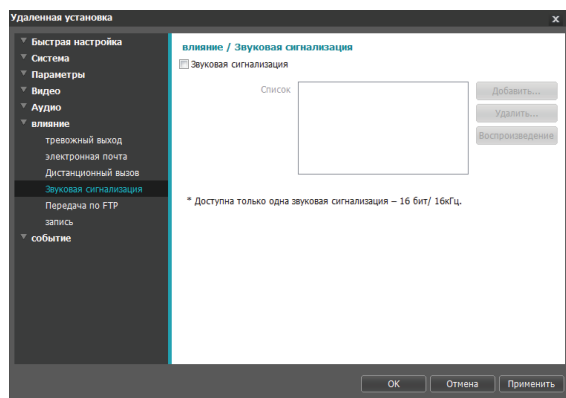 Удаленная установка
x
Быстрая настройка
Система
Параметры
Видео
Аудио
влияние
тревожный выход
электронная почта
Дистанционный вызов
Звуковая сигнализация
Передача по FTP
запись
событие
влияние / Звуковая сигнализация
Звуковая сигнализация
Список
Добавить...
Удалить...
Воспроизведение
* Доступна только одна звуковая сигнализация – 16 бит/ 16кГц.
OK
Отмена
Применить